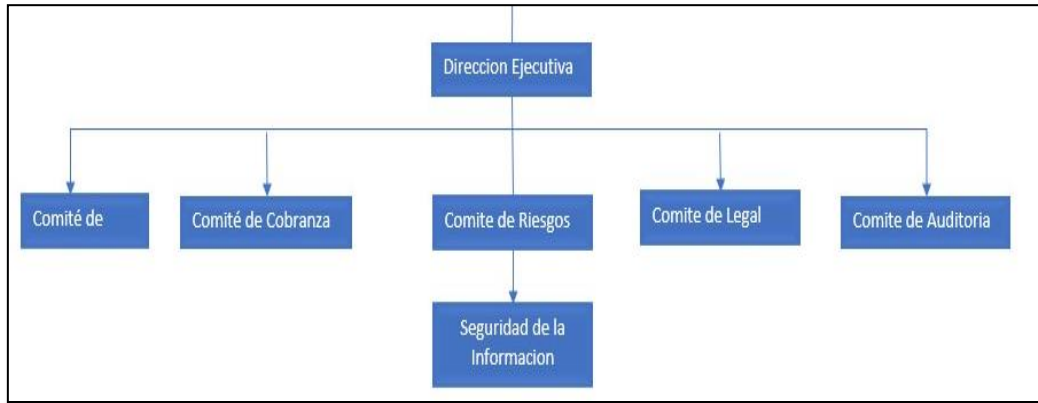 Direccion Ejecutiva
Comité de
Comité de Cobranza
Comite de Riesgos
Comite de Legal
Comite de Auditoria
Seguridad de la
Informacion